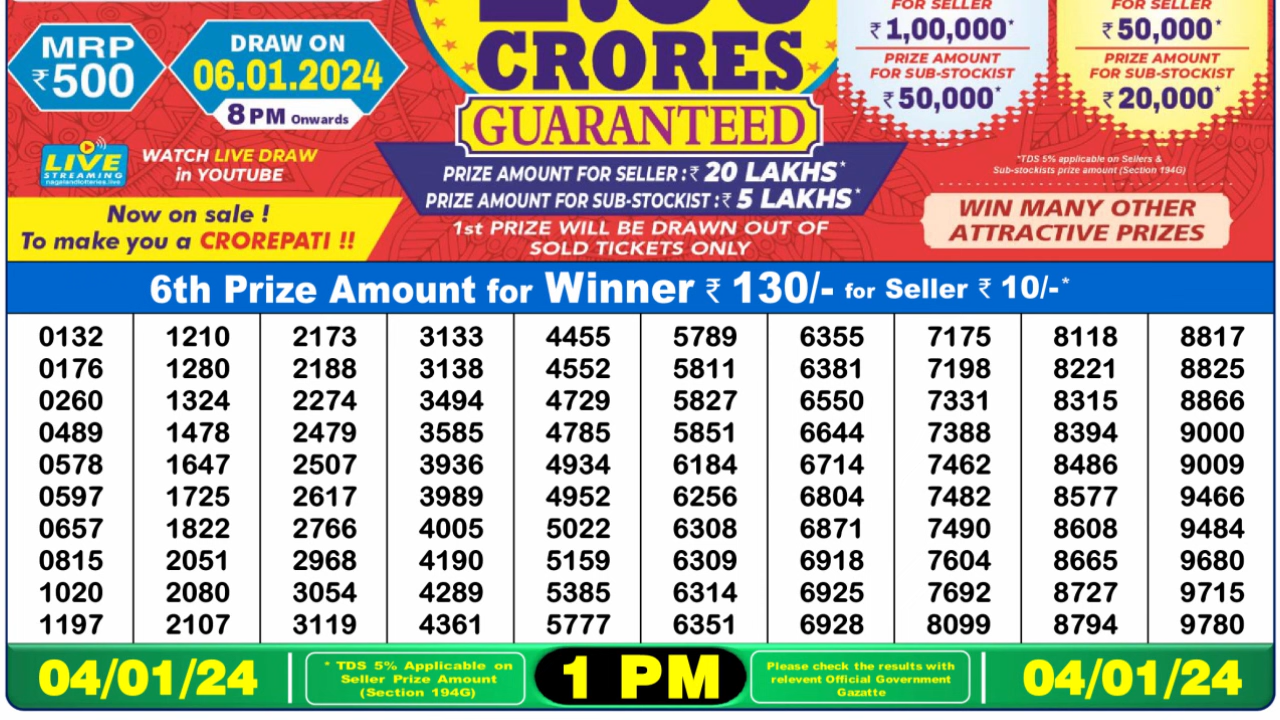 FOR SELLER
FOR SELLER
MRP
₹500
DRAW ON
06.01.2024
8 PM Onwards
CRORES
GUARANTEED
₹ 1,00,000*
PRIZE AMOUNT
FOR SUB-STOCKIST
₹ 50,000*
₹ 50,000*
PRIZE AMOUNT
FOR SUB-STOCKIST
₹ 20,000*
LIVE
STREAMING
nagalandlotteries.live
WATCH LIVE DRAW
in YOUTUBE
PRIZE AMOUNT FOR SELLER :₹ 20 LAKHS*
PRIZE AMOUNT FOR SUB-STOCKIST :₹ 5 LAKHS*
*TDS 5% applicable on Sellers &
Sub-stockists prize amount (Section 194G)
Now on sale !
To make you a CROREPATI !!
1st PRIZE WILL BE DRAWN OUT OF
SOLD TICKETS ONLY
WIN MANY OTHER
ATTRACTIVE PRIZES
6th Prize Amount for Winner ₹ 130/- for Seller ₹ 10/-*
0132 1210 2173 3133 4455 5789 6355 7175 8118 8817
0176 1280 2188 3138 4552 5811 6381 7198 8221 8825
0260 1324 2274 3494 4729 5827 6550 7331 8315 8866
0489 1478 2479 3585 4785 5851 6644 7388 8394 9000
0578 1647 2507 3936 4934 6184 6714 7462 8486 9009
0597 1725 2617 3989 4952 6256 6804 7482 8577 9466
0657 1822 2766 4005 5022 6308 6871 7490 8608 9484
0815 2051 2968 4190 5159 6309 6918 7604 8665 9680
1020 2080 3054 4289 5385 6314 6925 7692 8727 9715
1197 2107 3119 4361 5777 6351 6928 8099 8794 9780
04/01/24
* TDS 5% Applicable on
Seller Prize Amount
(Section 194G)
1 PM
Please check the results with
relevent Official Government
Gazatte
04/01/24